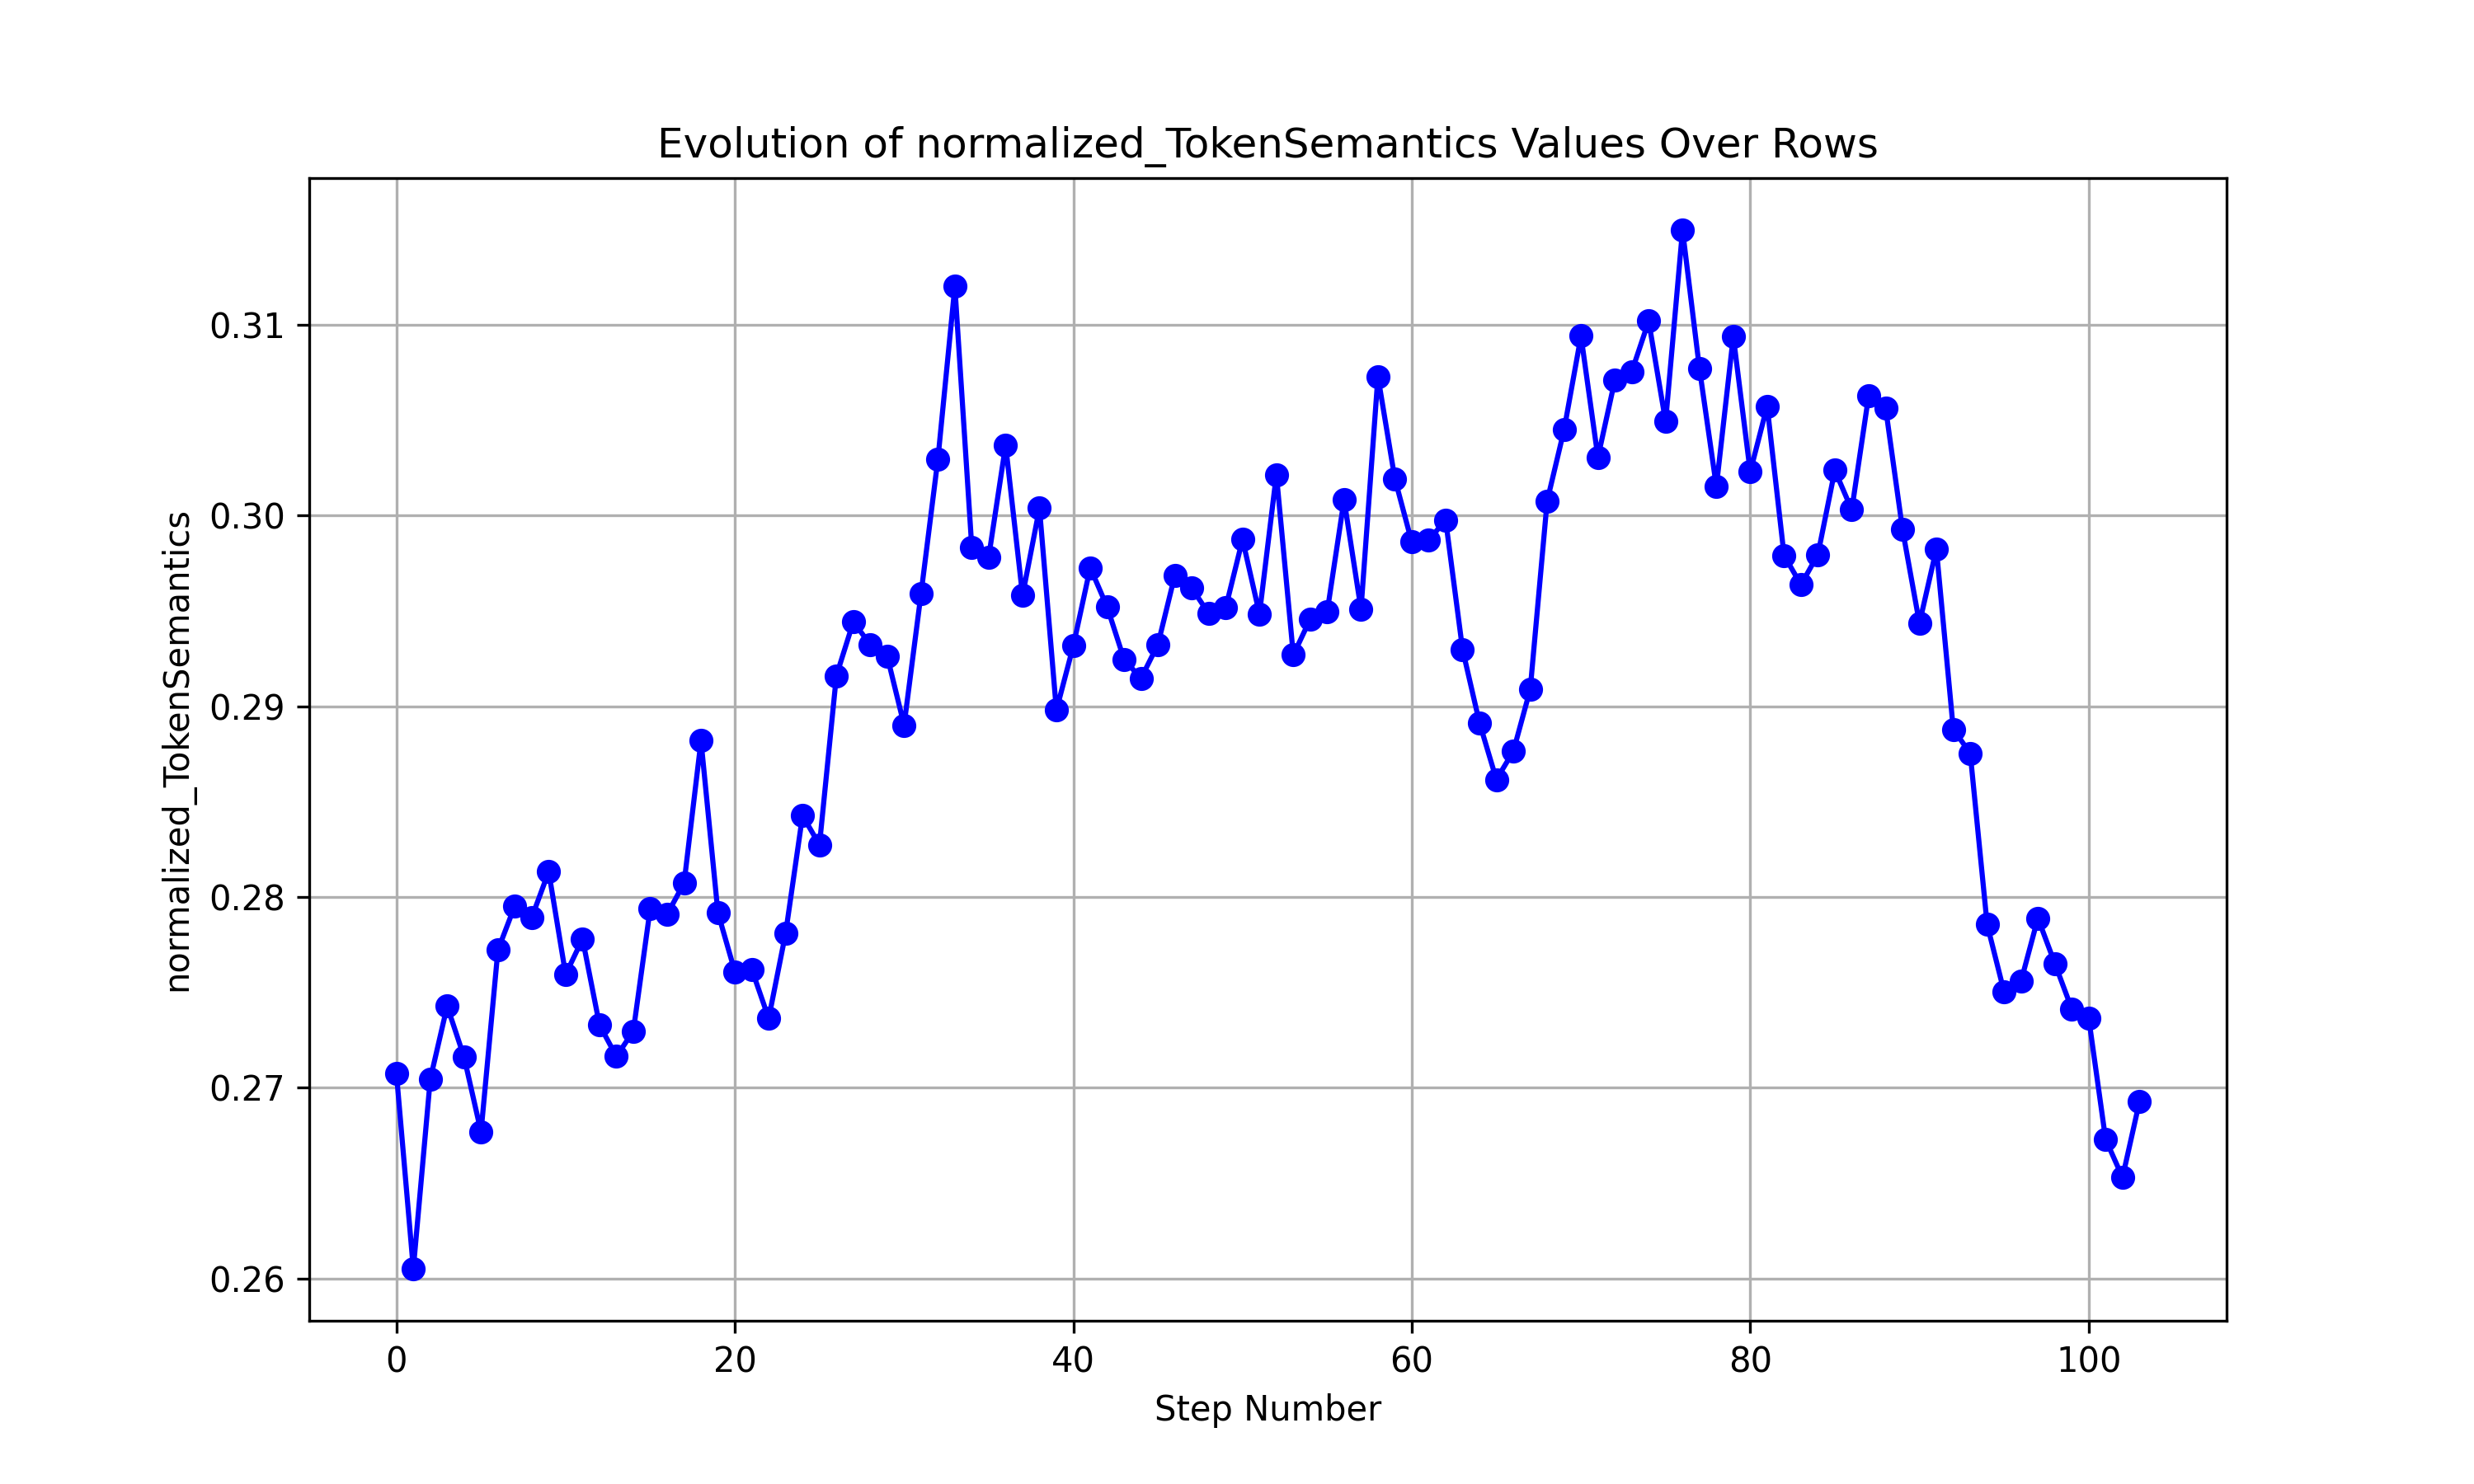 Evolution of normalized_TokenSemantics Values Over Rows
normalized_TokenSemantics
0.31
0.30
0.29
0.28
0.27
0.26
0 20 40 60 80 100
Step Number